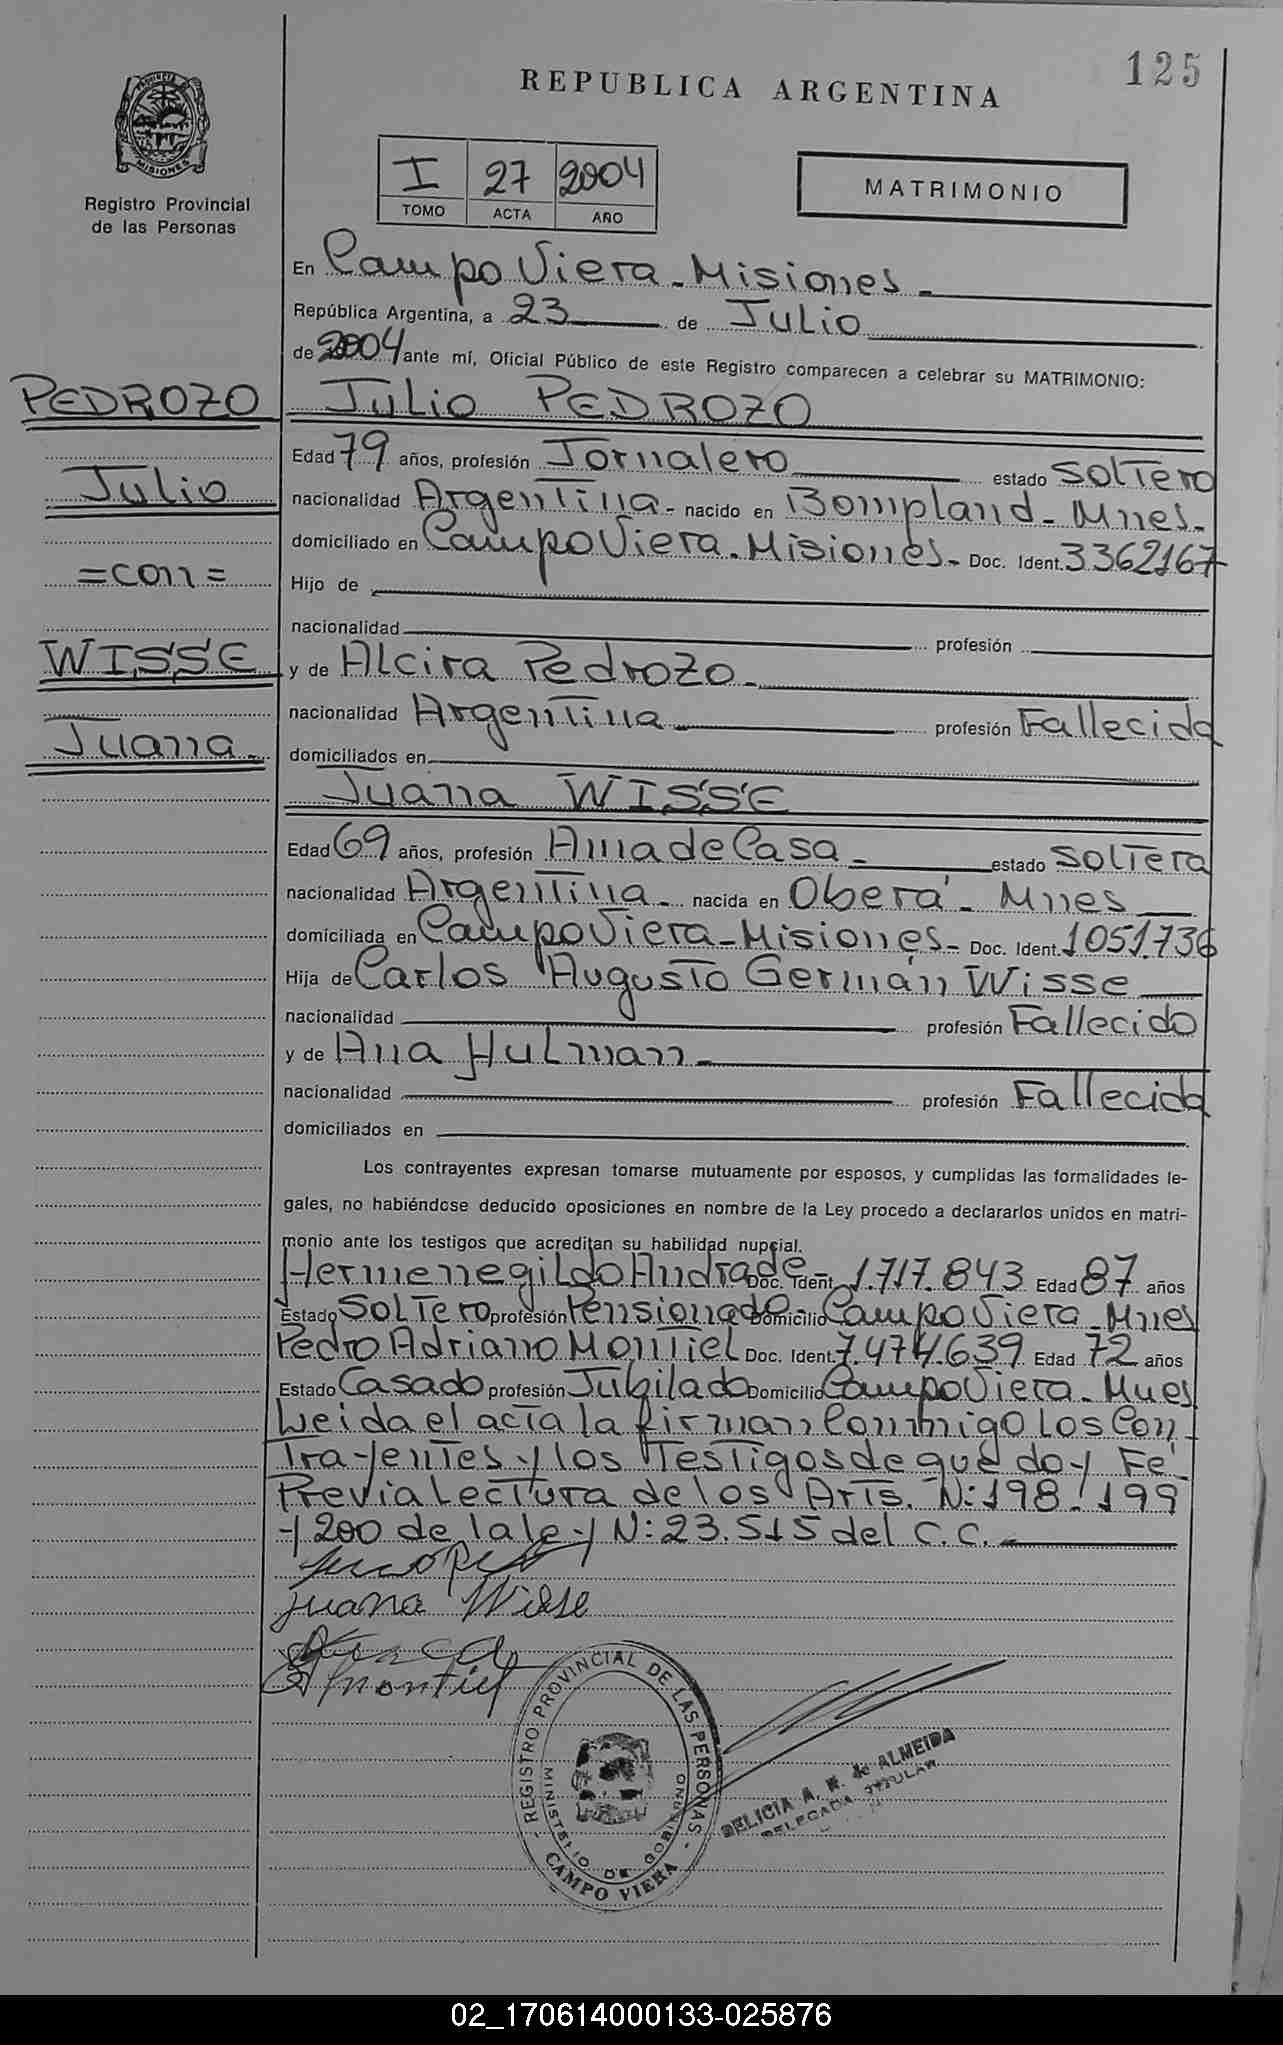 125
REPUBLICA ARGENTINA
PROVINCIA DE
MISIONES
Registro Provincial
de las Personas
I 27 2004
TOMO ACTA AÑO
MATRIMONIO
En Campo Viera - Misiones -
República Argentina, a 23 de Julio
de 2004 ante mí, Oficial Público de este Registro comparecen a celebrar su MATRIMONIO:
PEDROZO
Julio
=con=
WISSE
Juana -
Julio PEDROZO
Edad 79 años, profesión Jornalero estado Soltero
nacionalidad Argentina - nacido en Bompland - Mnes -
domiciliado en Campo Viera - Misiones - Doc. Ident. 3362167
Hijo de
nacionalidad profesión
y de Alcira Pedrozo -
nacionalidad Argentina profesión Fallecida
domiciliados en
Juana WISSE
Edad 69 años, profesión Ama de Casa - estado Soltera
nacionalidad Argentina - nacida en Oberá - Mnes
domiciliada en Campo Viera - Misiones - Doc. Ident. 1051.736
Hija de Carlos Augusto Germán Wisse
nacionalidad profesión Fallecido
y de Ana Hulman -
nacionalidad profesión Fallecida
domiciliados en
Los contrayentes expresan tomarse mutuamente por esposos, y cumplidas las formalidades le-
gales, no habiéndose deducido oposiciones en nombre de la Ley procedo a declararlos unidos en matri-
monio ante los testigos que acreditan su habilidad nupcial.
Hermenegildo Andrade - Doc. Ident. 1.717.843 Edad 87 años
Estado Soltero profesión Pensionado - Domicilio Campo Viera - Mnes
Pedro Adriano Montiel Doc. Ident. 7.474.639 Edad 72 años
Estado Casado profesión Jubilado Domicilio Campo Viera - Mnes
Leida el acta la firman conmigo los Con
trayentes y los Testigos de que doy Fé
Previa Lectura de los Arts. N: 198, 199
y 200 de la ley N: 23.515 del C.C.
Juana Wisse
Montiel
REGISTRO PROVINCIAL DE LAS PERSONAS
MINISTERIO DE GOBIERNO
CAMPO VIERA
DELICIA A. R. de ALMEIDA
DELEGADA TITULAR
02_170614000133-025876